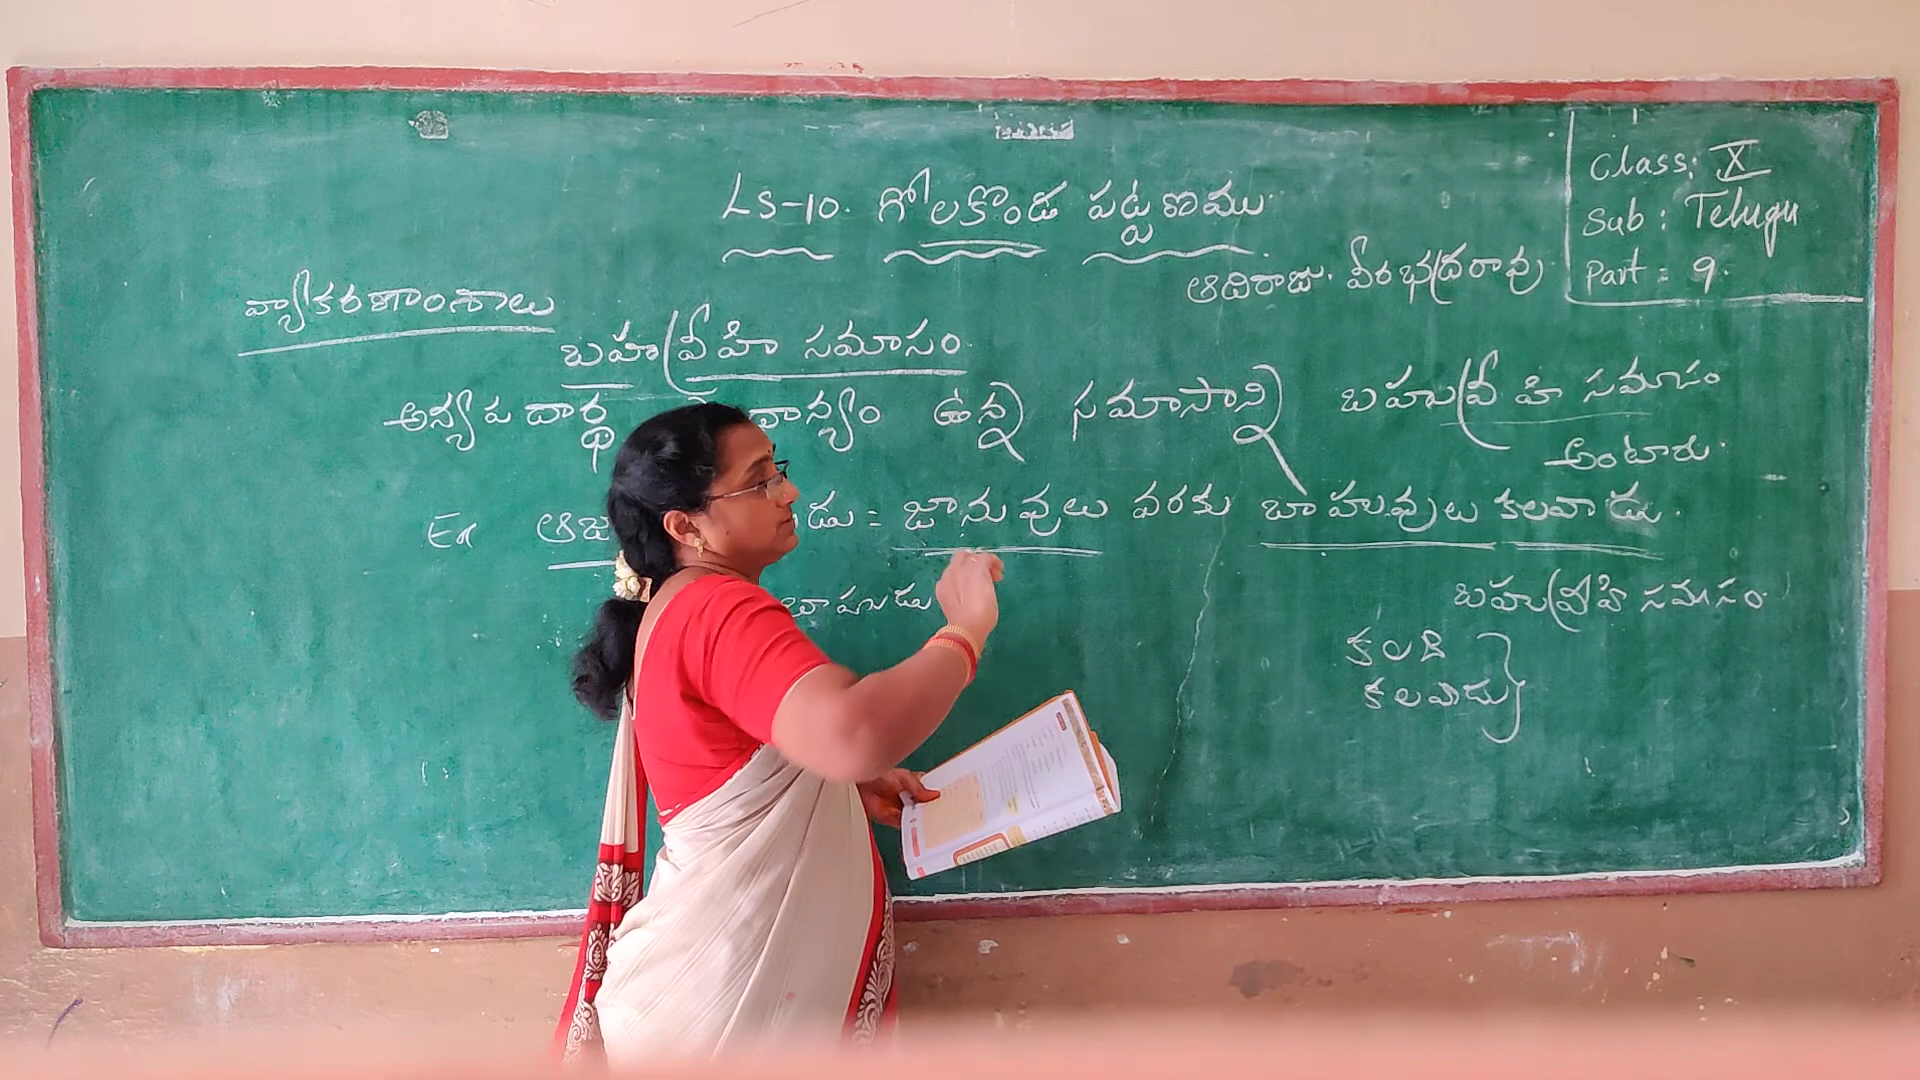 Class: X
Sub : Telugu
Part = 9.
LS-10. గోలకొండ పట్టణము.
ఆదిరాజు. వీరభద్రరావు.
వ్యాకరణాంశాలు
బహువ్రీహి సమాసం.
అన్యపదార్థ ఉన్న సమాసాన్ని బహువ్రీహి సమాసం
అంటారు.
Ex = జానువులు వరకు బాహువులు కలవాడు.
బహువ్రీహి సమాసం.
కలది
కలవాడు